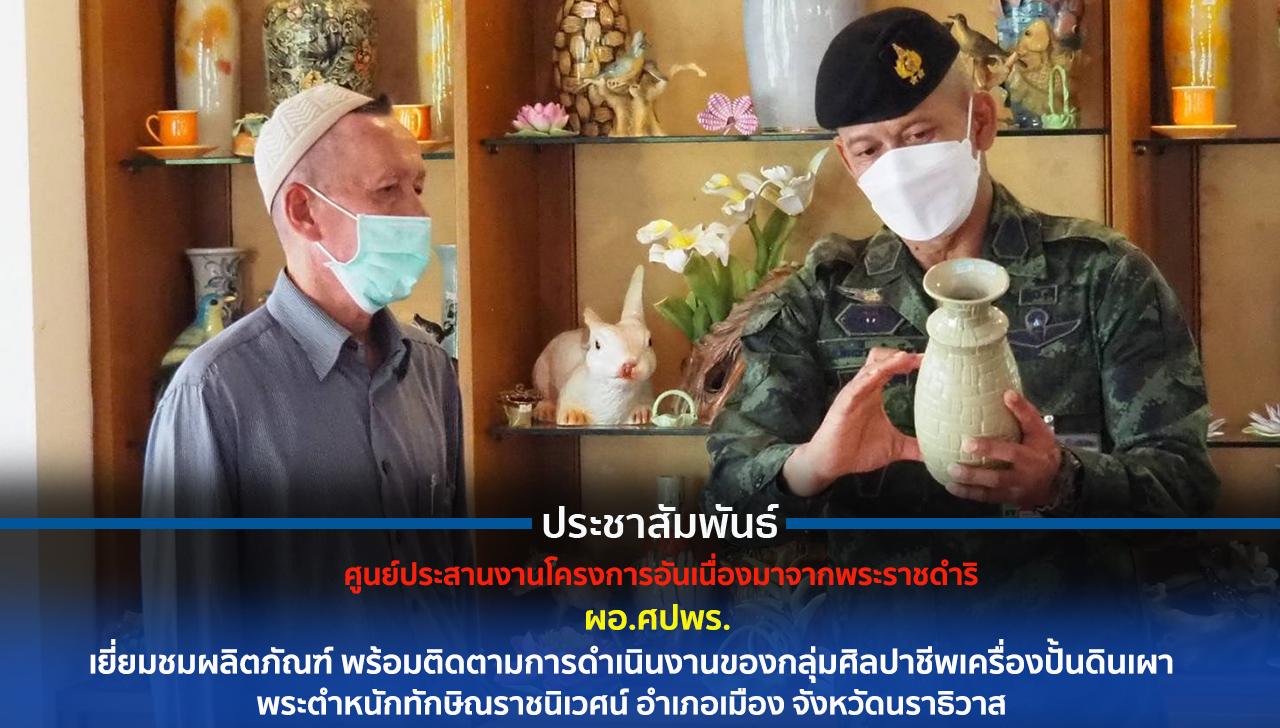 ประชาสัมพันธ์
ศูนย์ประสานงานโครงการอันเนื่องมาจากพระราชดำริ
ผอ.ศปพร.
เยี่ยมชมผลิตภัณฑ์ พร้อมติดตามการดำเนินงานของกลุ่มศิลปาชีพเครื่องปั้นดินเผา
พระตำหนักทักษิณราชนิเวศน์ อำเภอเมือง จังหวัดนราธิวาส